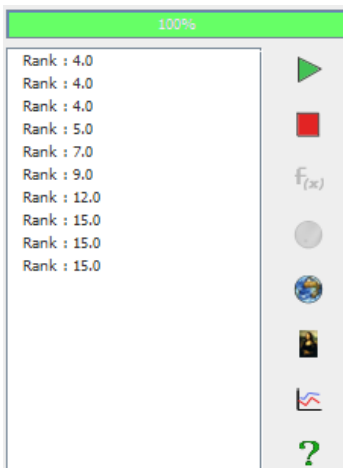 100%
Rank : 4.0
Rank : 4.0
Rank : 4.0
Rank : 5.0
Rank : 7.0
Rank : 9.0
Rank : 12.0
Rank : 15.0
Rank : 15.0
Rank : 15.0
f(x)
?